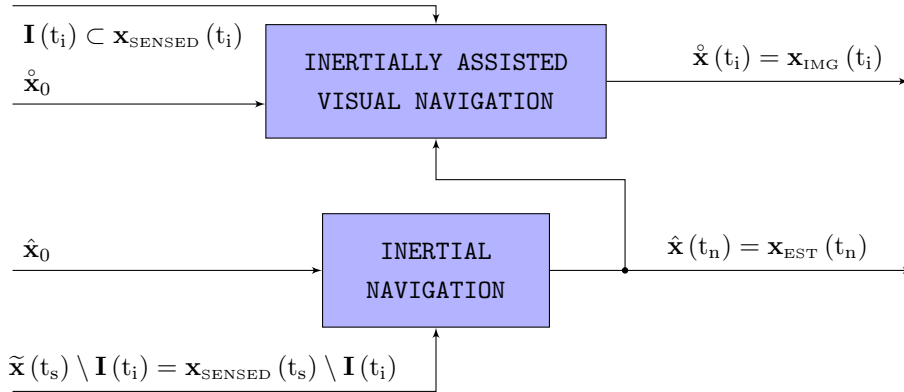 𝐈 (tᵢ) ⊂ 𝐱_SENSED (tᵢ)
x̊₀
INERTIALLY ASSISTED
VISUAL NAVIGATION
x̊ (tᵢ) = 𝐱_IMG (tᵢ)
x̂₀
INERTIAL
NAVIGATION
x̂ (tₙ) = 𝐱_EST (tₙ)
x̃ (tₛ) \ 𝐈 (tᵢ) = 𝐱_SENSED (tₛ) \ 𝐈 (tᵢ)